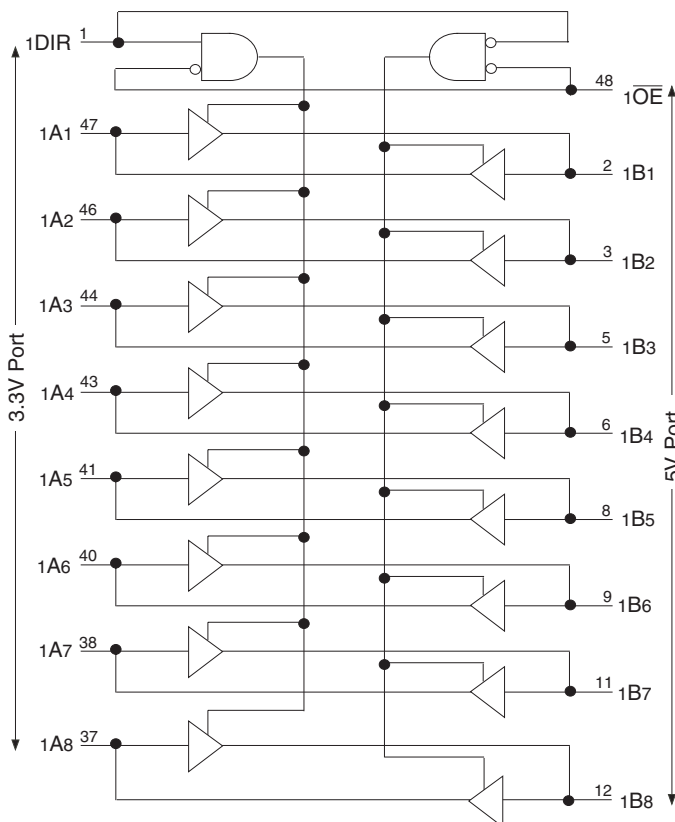 1DIR 1
48 1O̅E̅
1A1 47
2 1B1
1A2 46
3 1B2
1A3 44
5 1B3
1A4 43
6 1B4
1A5 41
8 1B5
1A6 40
9 1B6
1A7 38
11 1B7
1A8 37
12 1B8
3.3V Port
5V Port